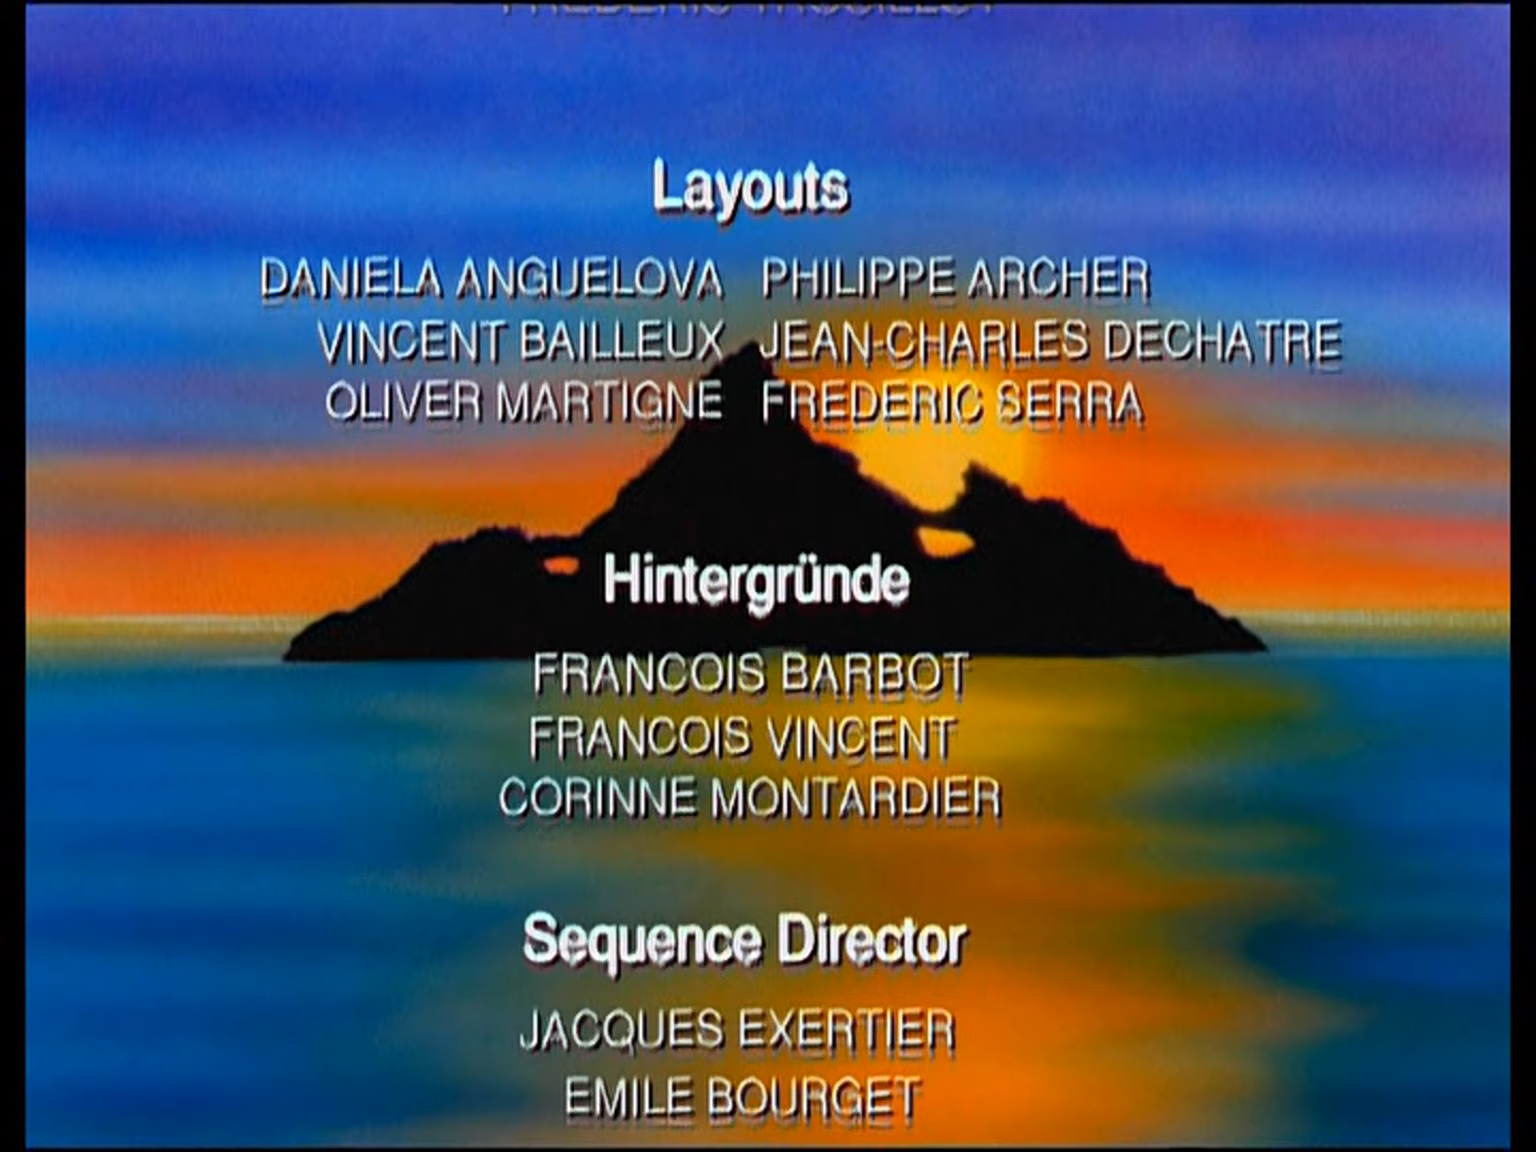 Layouts
DANIELA ANGUELOVA PHILIPPE ARCHER
VINCENT BAILLEUX JEAN-CHARLES DECHATRE
OLIVER MARTIGNE FREDERIC SERRA
Hintergründe
FRANCOIS BARBOT
FRANCOIS VINCENT
CORINNE MONTARDIER
Sequence Director
JACQUES EXERTIER
EMILE BOURGET